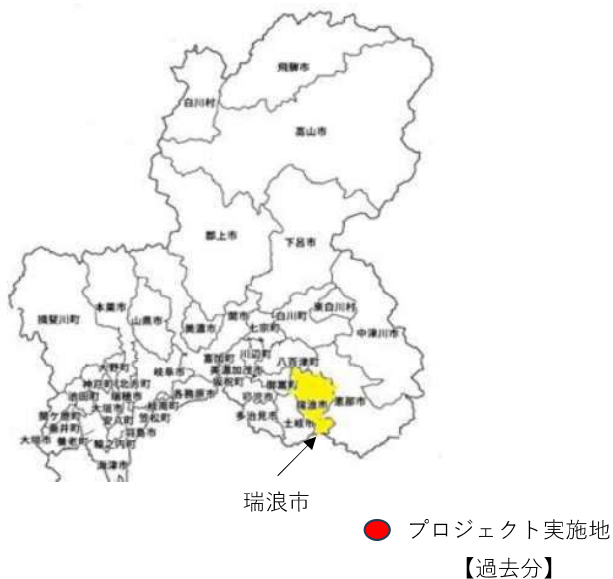 飛騨市
白川村
高山市
郡上市
下呂市
本巣市
揖斐川町
山県市
美濃市
関市
七宗町
白川町
東白川村
中津川市
富加町
川辺町
八百津町
美濃加茂市
坂祝町
岐阜市
各務原市
御嵩町
可児市
瑞浪市
恵那市
多治見市
土岐市
大野町
神戸町
北方町
池田町
瑞穂市
大垣市
岐南町
笠松町
安八町
羽島市
関ケ原町
垂井町
大垣市
養老町
輪之内町
海津市
瑞浪市
プロジェクト実施地
【過去分】